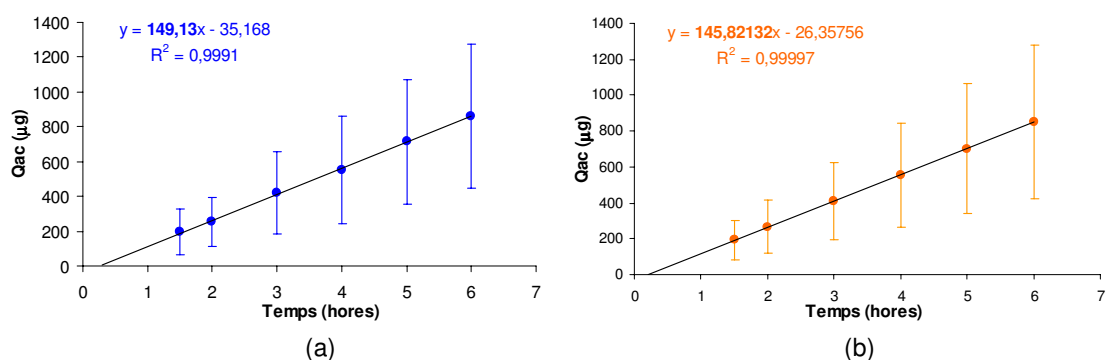 y = 149,13x - 35,168
R² = 0,9991
1400
1200
1000
800
600
400
200
0
Qac (µg)
0 1 2 3 4 5 6 7
Temps (hores)
(a)
y = 145,82132x - 26,35756
R² = 0,99997
1400
1200
1000
800
600
400
200
0
Qac (µg)
0 1 2 3 4 5 6 7
Temps (hores)
(b)